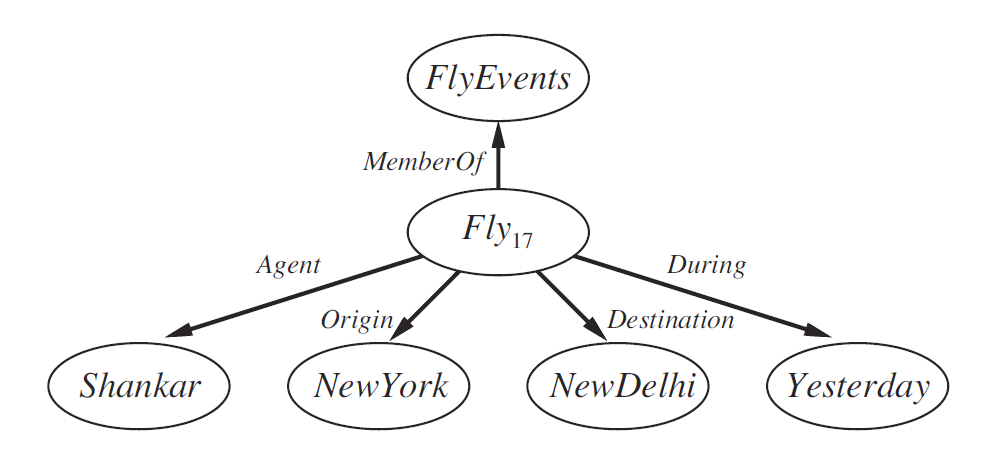 FlyEvents
MemberOf
Fly17
Agent
During
Origin
Destination
Shankar
NewYork
NewDelhi
Yesterday